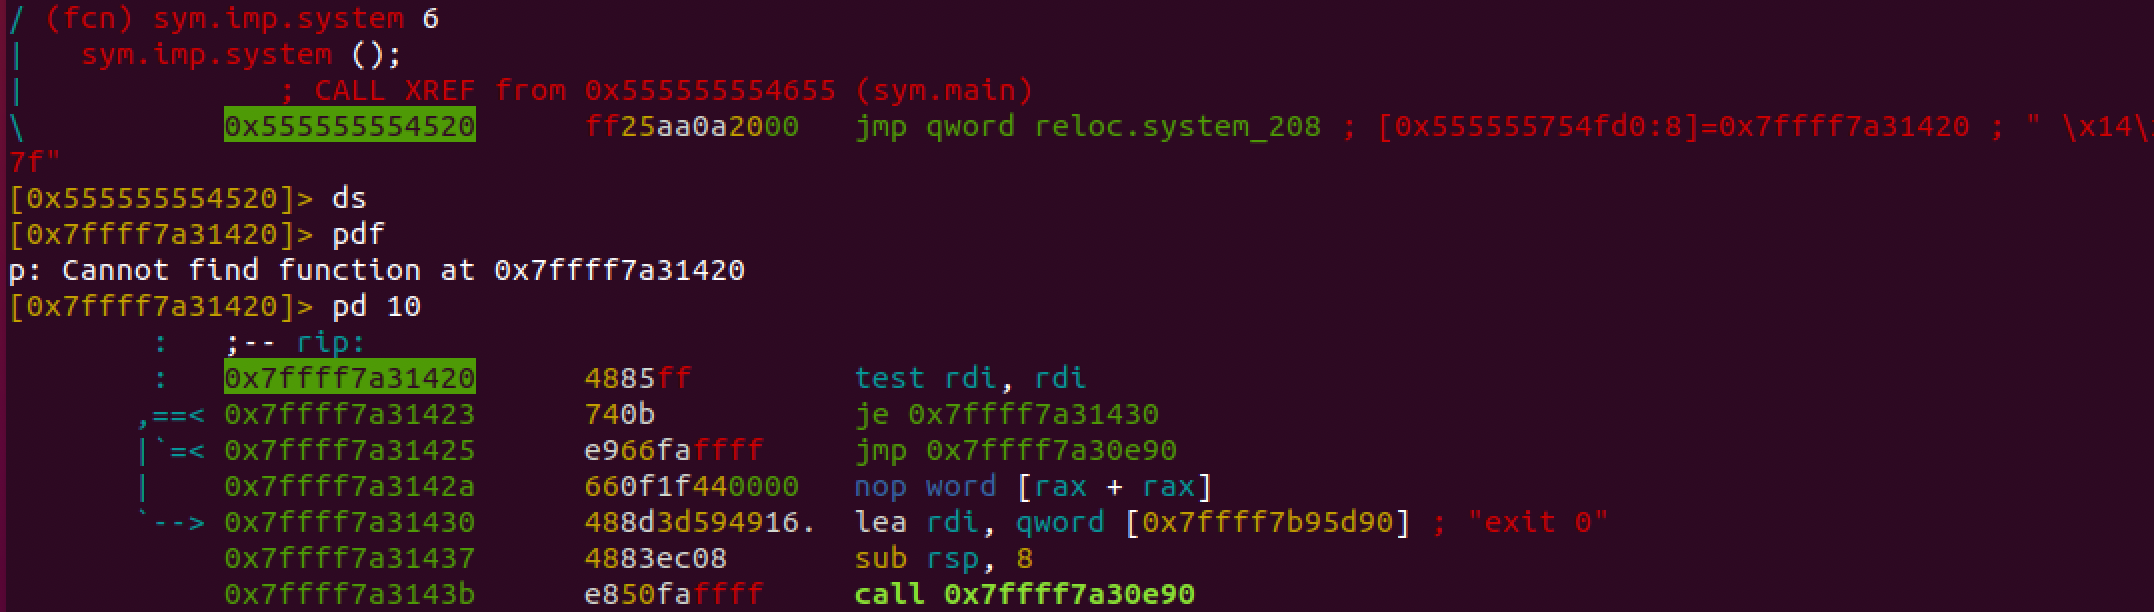 / (fcn) sym.imp.system 6
|   sym.imp.system ();
|               ; CALL XREF from 0x555555554655 (sym.main)
\           0x555555554520      ff25aa0a2000   jmp qword reloc.system_208 ; [0x555555754fd0:8]=0x7ffff7a31420 ; " \x14\
7f"
[0x555555554520]> ds
[0x7ffff7a31420]> pdf
p: Cannot find function at 0x7ffff7a31420
[0x7ffff7a31420]> pd 10
        :   ;-- rip:
        :   0x7ffff7a31420      4885ff         test rdi, rdi
       ,==< 0x7ffff7a31423      740b           je 0x7ffff7a31430
       |`=< 0x7ffff7a31425      e966faffff     jmp 0x7ffff7a30e90
       |    0x7ffff7a3142a      660f1f440000   nop word [rax + rax]
       `--> 0x7ffff7a31430      488d3d594916.  lea rdi, qword [0x7ffff7b95d90] ; "exit 0"
            0x7ffff7a31437      4883ec08       sub rsp, 8
            0x7ffff7a3143b      e850faffff     call 0x7ffff7a30e90